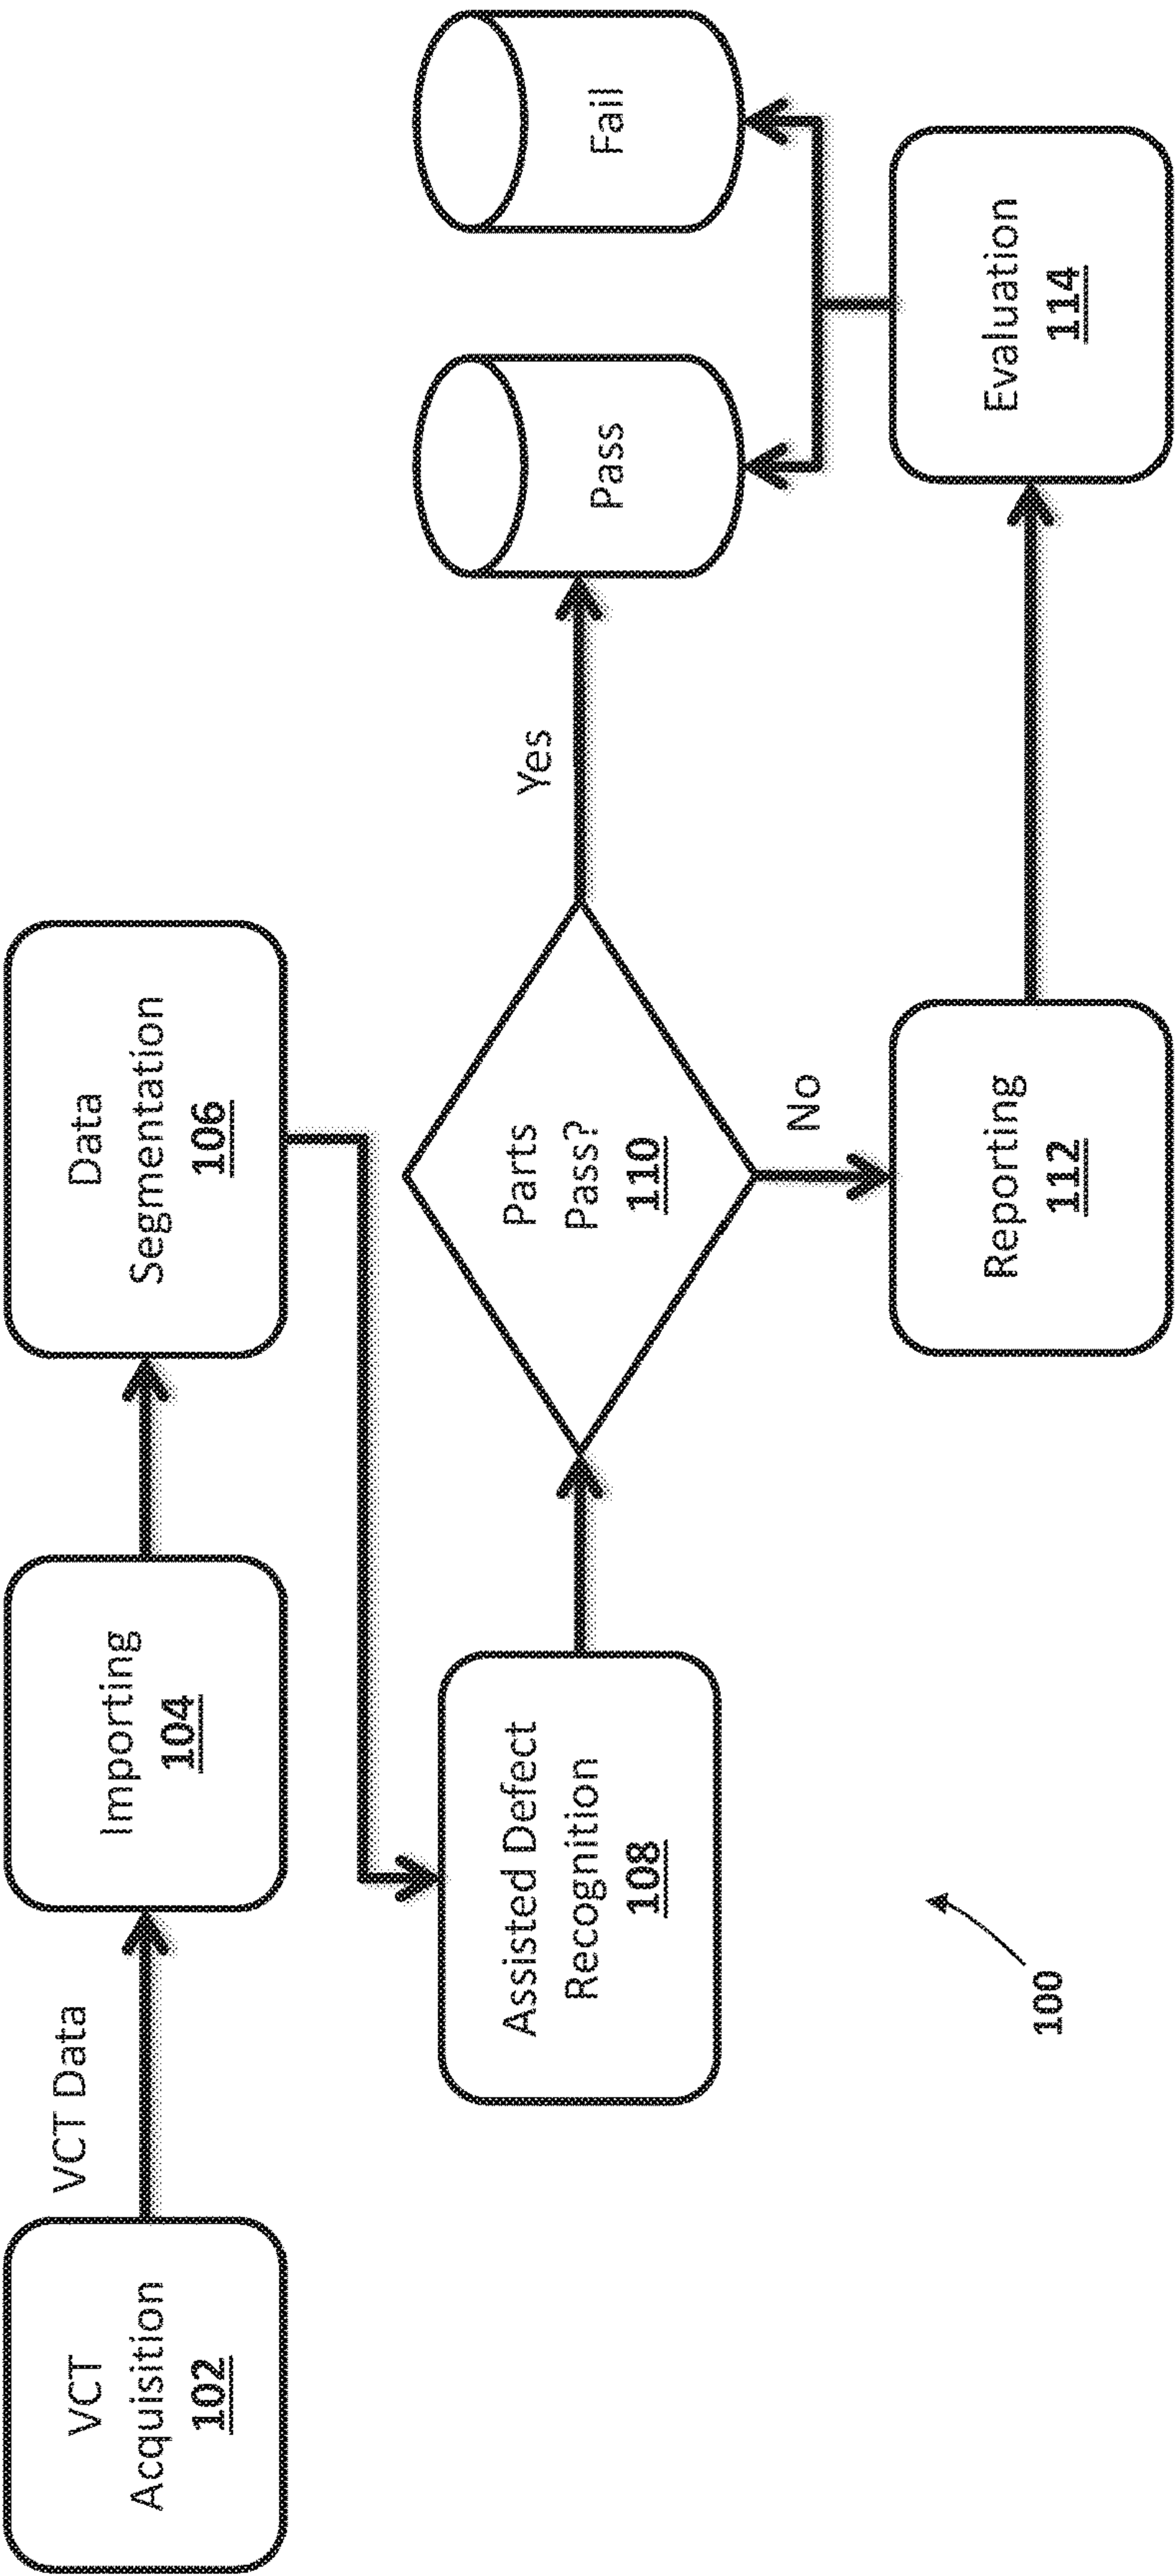 VCT
Acquisition
102
VCT Data
Importing
104
Data
Segmentation
106
Assisted Defect
Recognition
108
Parts
Pass?
110
Yes
Pass
Fail
No
Reporting
112
Evaluation
114
100